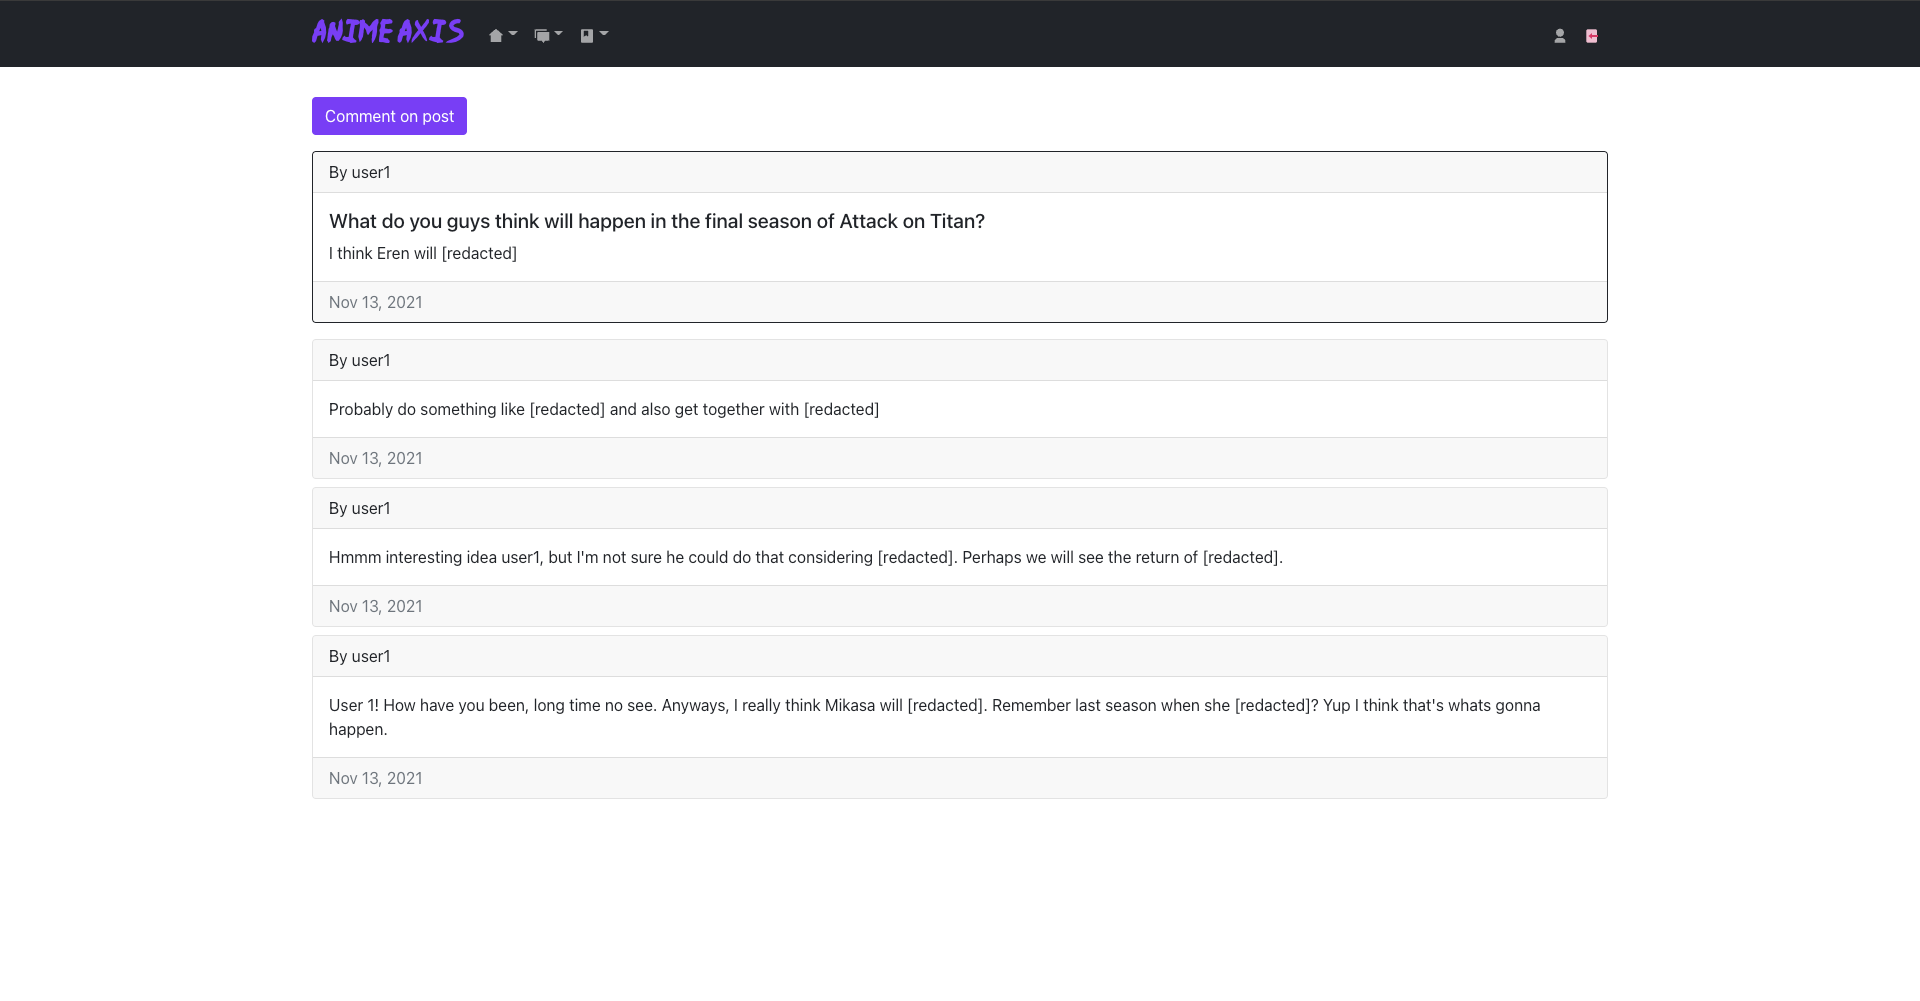 ANIME AXIS
Comment on post
By user1
What do you guys think will happen in the final season of Attack on Titan?
I think Eren will [redacted]
Nov 13, 2021
By user1
Probably do something like [redacted] and also get together with [redacted]
Nov 13, 2021
By user1
Hmmm interesting idea user1, but I'm not sure he could do that considering [redacted]. Perhaps we will see the return of [redacted].
Nov 13, 2021
By user1
User 1! How have you been, long time no see. Anyways, I really think Mikasa will [redacted]. Remember last season when she [redacted]? Yup I think that's whats gonna
happen.
Nov 13, 2021